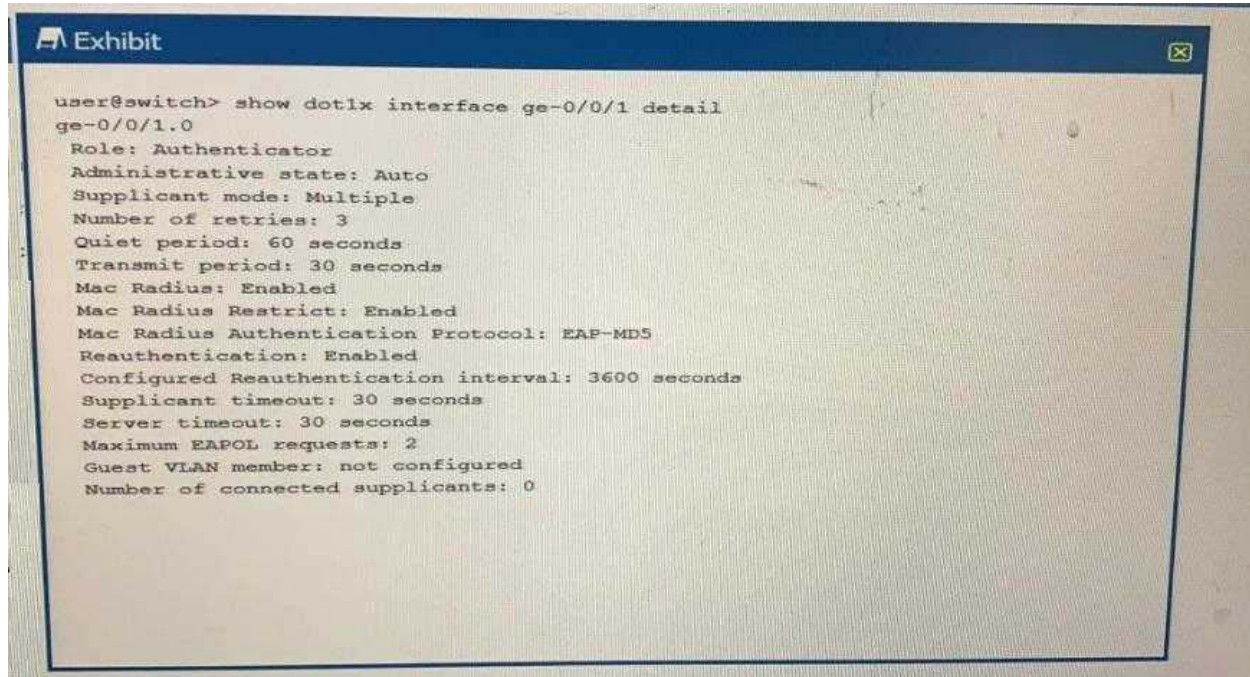 Exhibit
user@switch> show dot1x interface ge-0/0/1 detail
ge-0/0/1.0
Role: Authenticator
Administrative state: Auto
Supplicant mode: Multiple
Number of retries: 3
Quiet period: 60 seconds
Transmit period: 30 seconds
Mac Radius: Enabled
Mac Radius Restrict: Enabled
Mac Radius Authentication Protocol: EAP-MD5
Reauthentication: Enabled
Configured Reauthentication interval: 3600 seconds
Supplicant timeout: 30 seconds
Server timeout: 30 seconds
Maximum EAPOL requests: 2
Guest VLAN member: not configured
Number of connected supplicants: 0